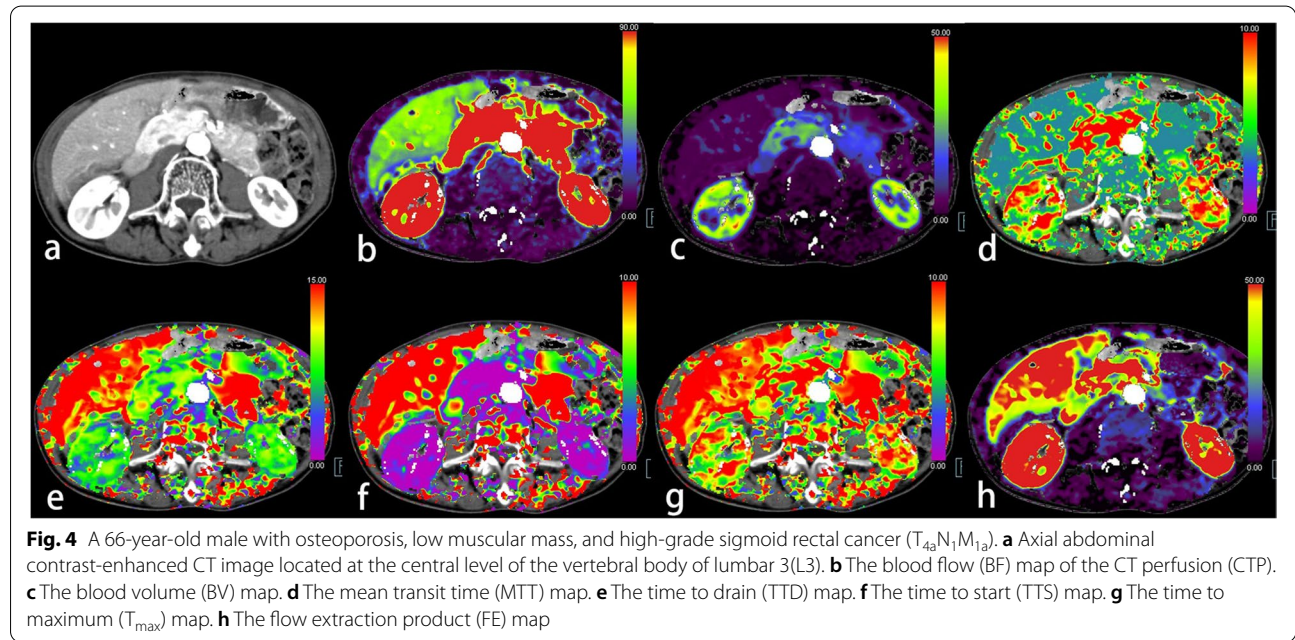 90.00
50.00
10.00
a
b
0.00
c
0.00
d
0.00
15.00
10.00
10.00
50.00
e
0.00
f
0.00
g
0.00
h
0.00
Fig. 4 A 66-year-old male with osteoporosis, low muscular mass, and high-grade sigmoid rectal cancer (T4aN1M1a). a Axial abdominal
contrast-enhanced CT image located at the central level of the vertebral body of lumbar 3(L3). b The blood flow (BF) map of the CT perfusion (CTP).
c The blood volume (BV) map. d The mean transit time (MTT) map. e The time to drain (TTD) map. f The time to start (TTS) map. g The time to
maximum (Tmax) map. h The flow extraction product (FE) map